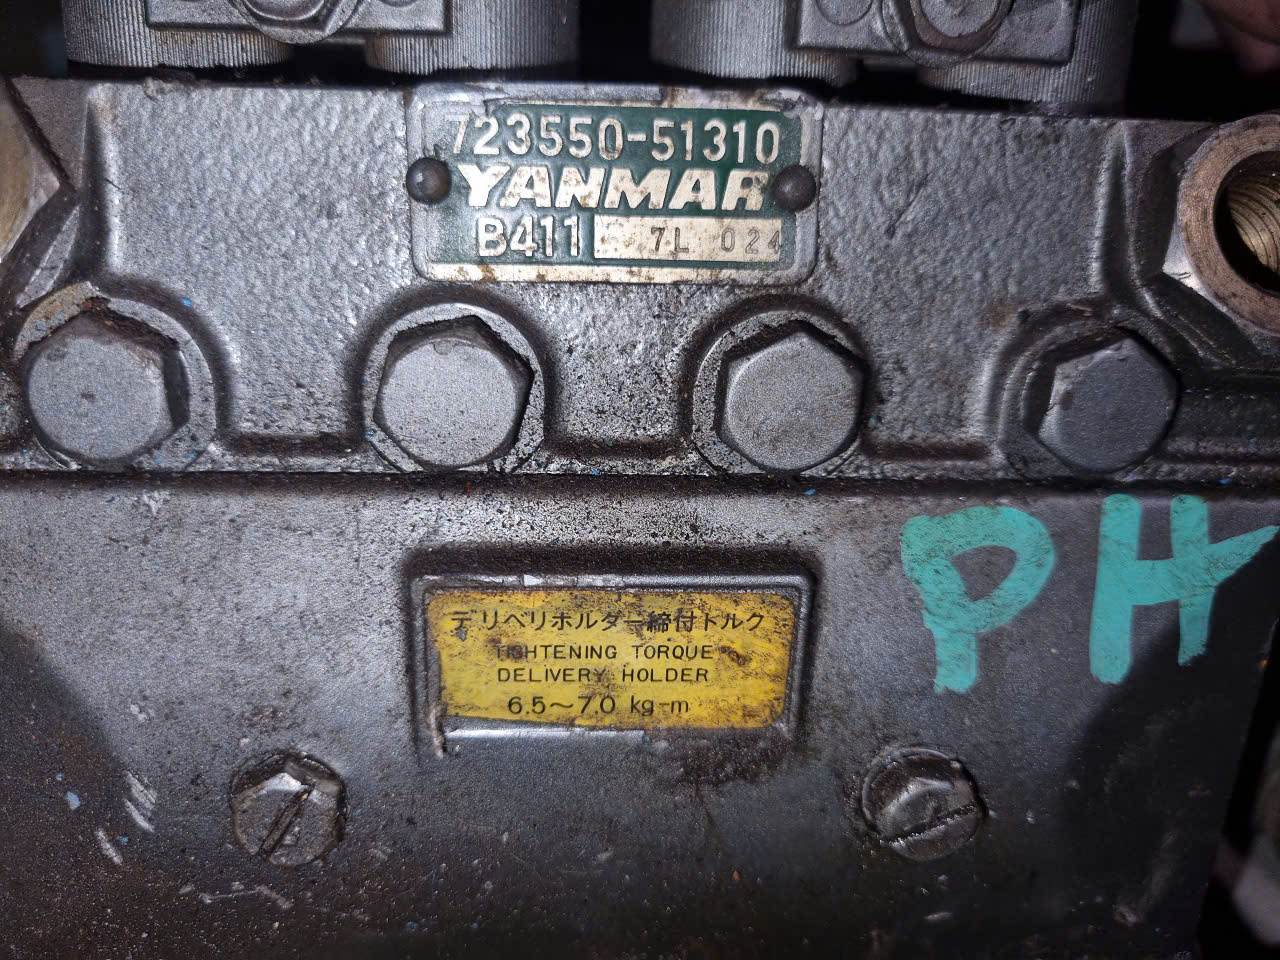 723550-51310
YANMAR
B411 7L 024
デリベリホルダー締付トルク
TIGHTENING TORQUE
DELIVERY HOLDER
6.5～7.0 kg-m
PH